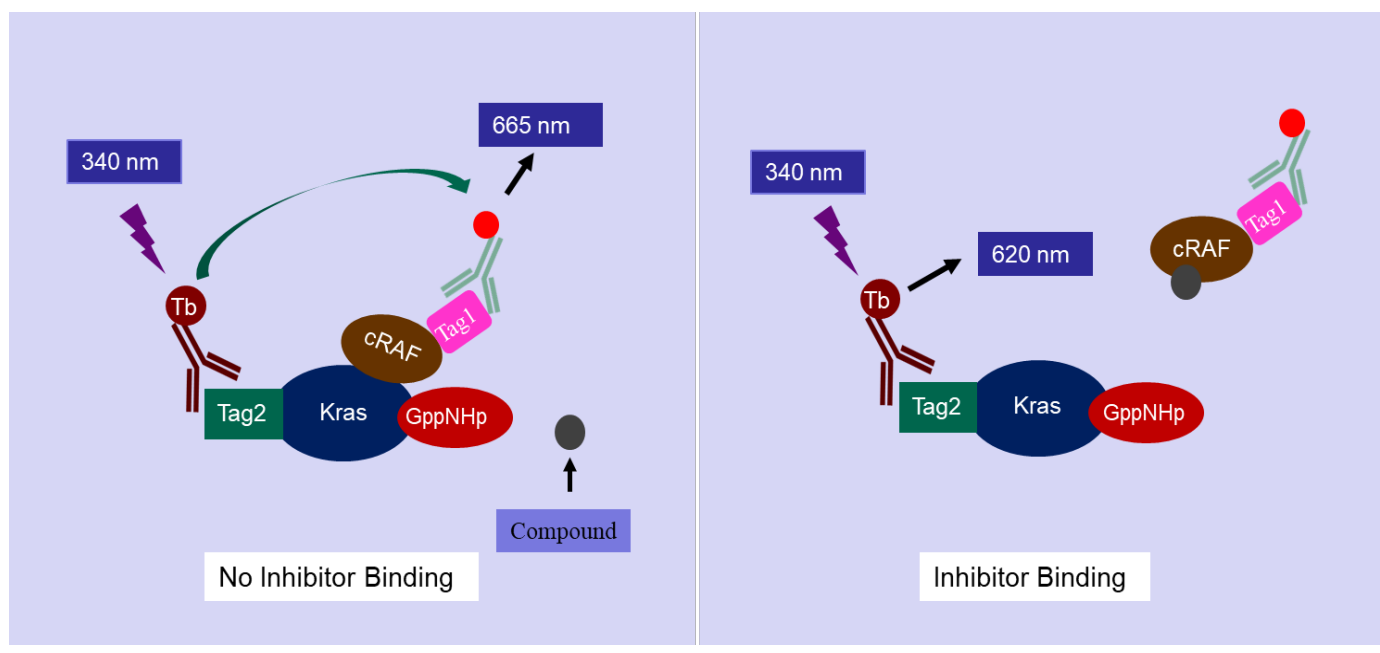 340 nm
665 nm
Tb
cRAF
Tag1
Tag2
Kras
GppNHp
Compound
No Inhibitor Binding
340 nm
620 nm
Tb
cRAF
Tag1
Tag2
Kras
GppNHp
Inhibitor Binding